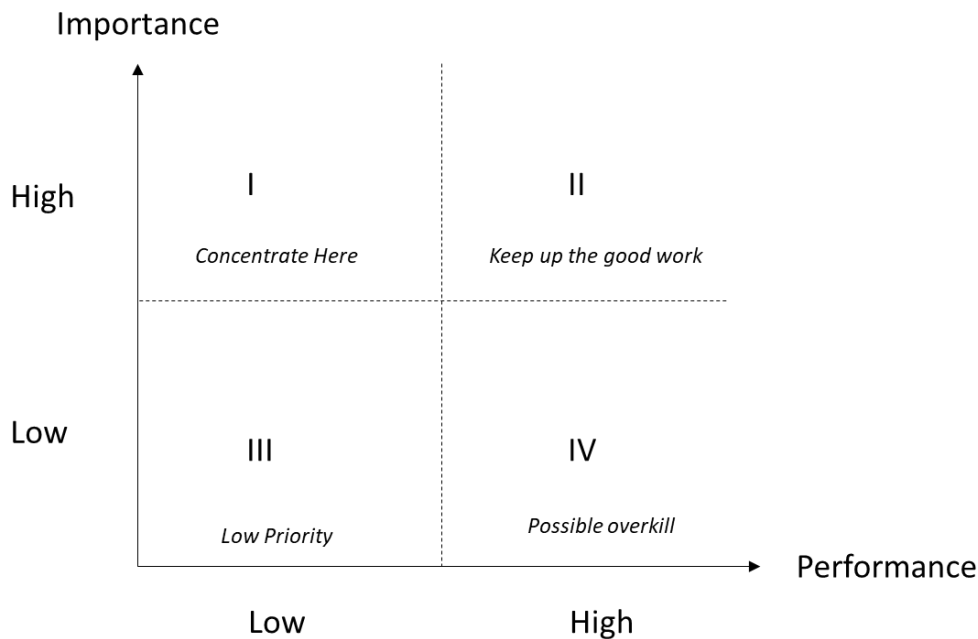 Importance
High
I
II
Concentrate Here
Keep up the good work
Low
III
IV
Low Priority
Possible overkill
Performance
Low
High